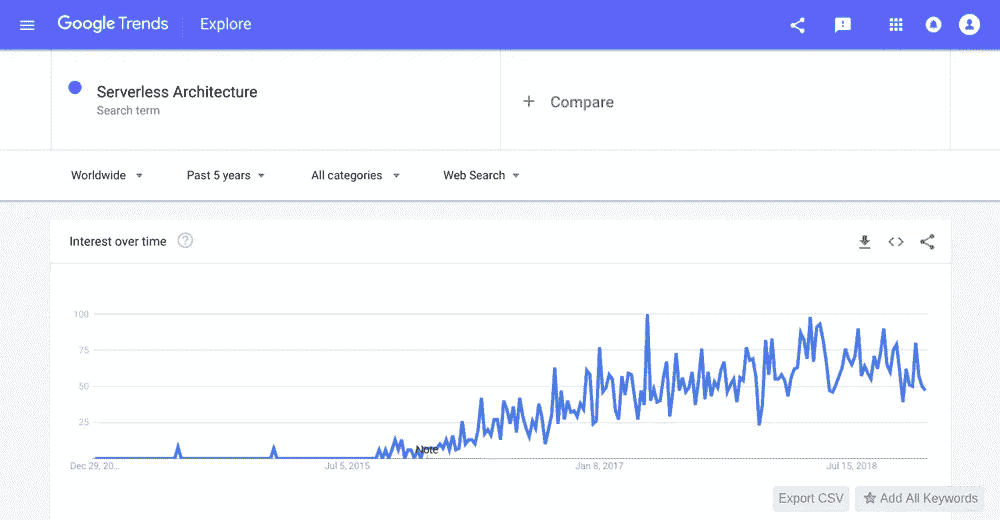 Google Trends Explore
Serverless Architecture
Search term
+ Compare
Worldwide Past 5 years All categories Web Search
Interest over time ?
100
75
50
25
Note
Dec 29, 20... Jul 5, 2015 Jan 8, 2017 Jul 15, 2018
Export CSV Add All Keywords